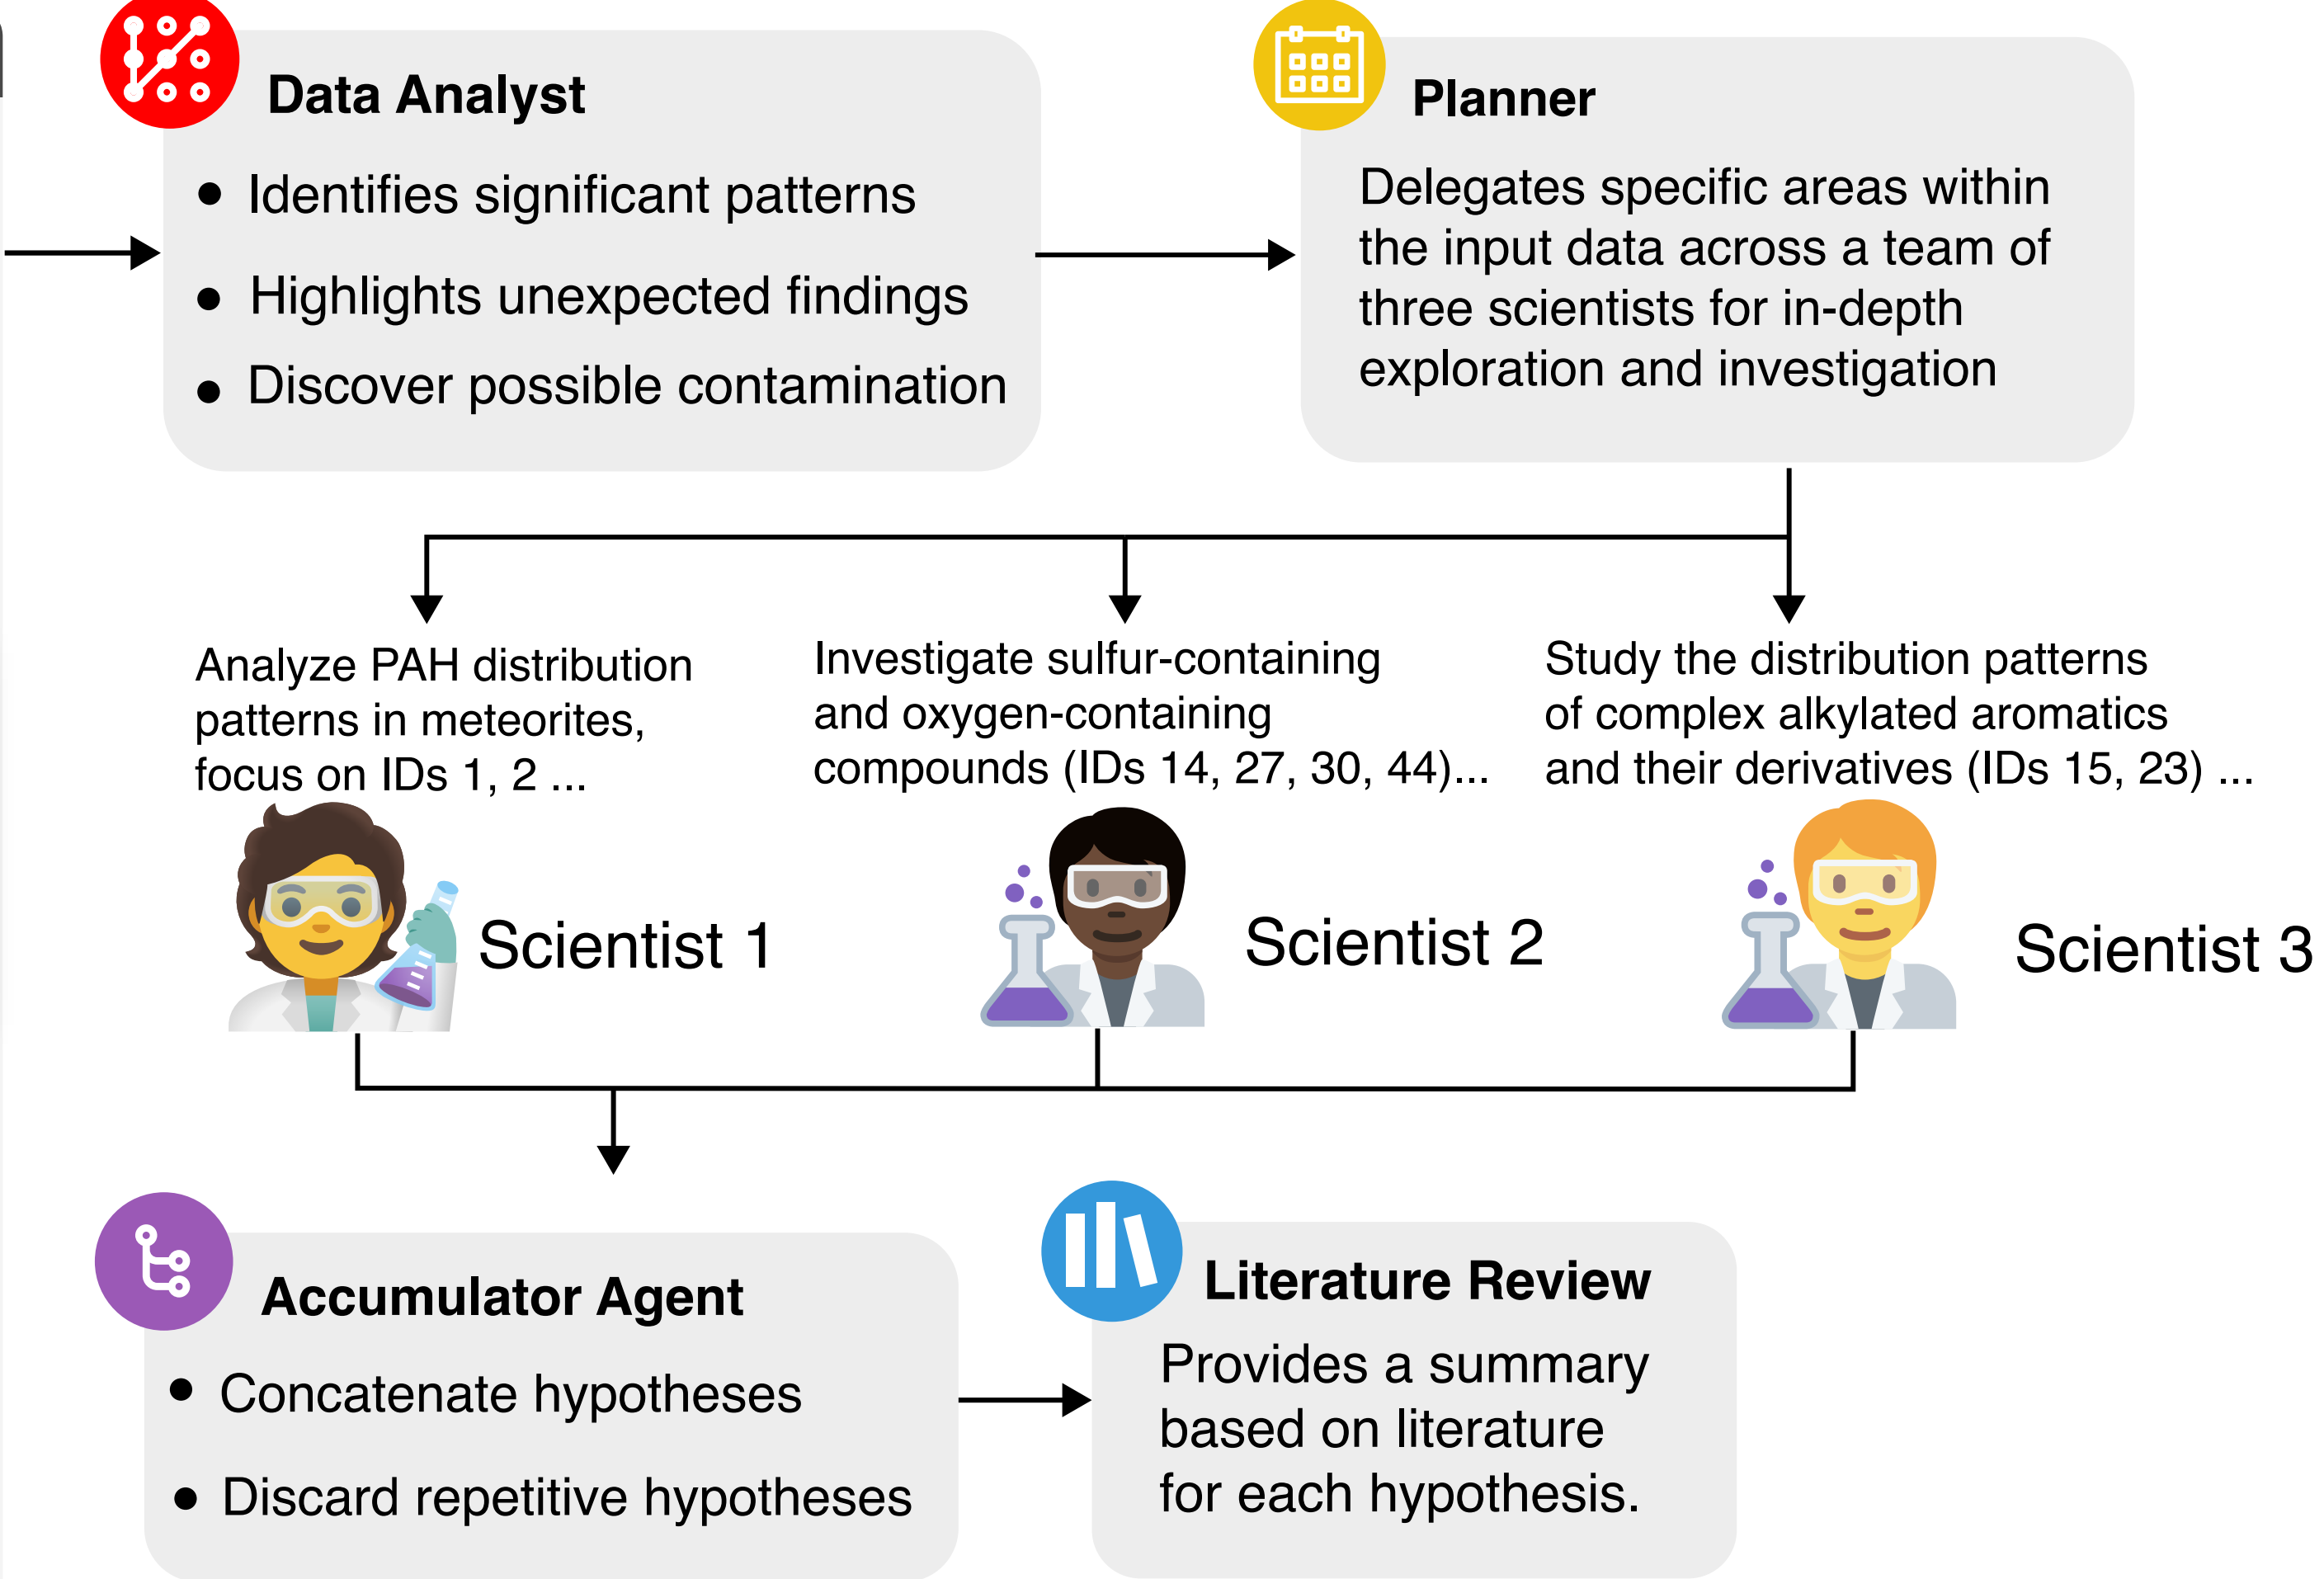 Data Analyst
Identifies significant patterns
Highlights unexpected findings
Discover possible contamination
Planner
Delegates specific areas within
the input data across a team of
three scientists for in-depth
exploration and investigation
Analyze PAH distribution
patterns in meteorites,
focus on IDs 1, 2 ...
Scientist 1
Investigate sulfur-containing
and oxygen-containing
compounds (IDs 14, 27, 30, 44)...
Scientist 2
Study the distribution patterns
of complex alkylated aromatics
and their derivatives (IDs 15, 23) ...
Scientist 3
Accumulator Agent
Concatenate hypotheses
Discard repetitive hypotheses
Literature Review
Provides a summary
based on literature
for each hypothesis.